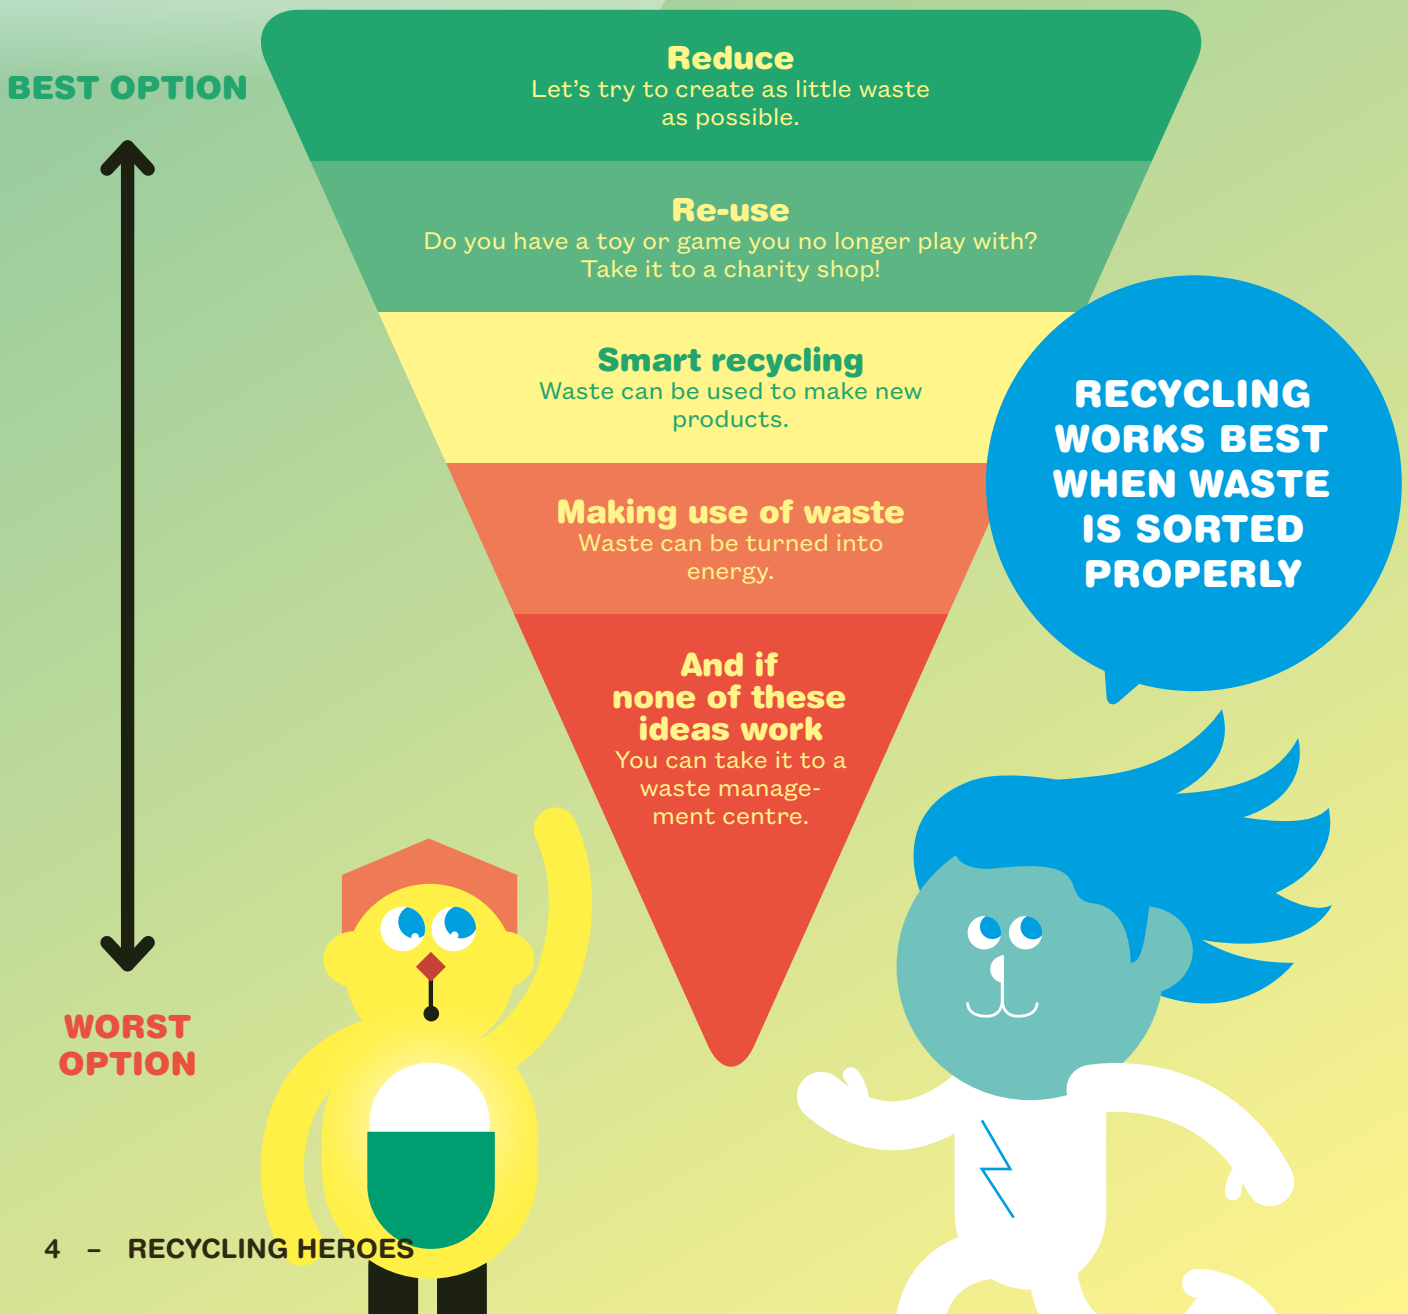 BEST OPTION
Reduce
Let's try to create as little waste
as possible.
Re-use
Do you have a toy or game you no longer play with?
Take it to a charity shop!
Smart recycling
Waste can be used to make new
products.
Making use of waste
Waste can be turned into
energy.
And if
none of these
ideas work
You can take it to a
waste manage-
ment centre.
RECYCLING
WORKS BEST
WHEN WASTE
IS SORTED
PROPERLY
WORST
OPTION
4 – RECYCLING HEROES